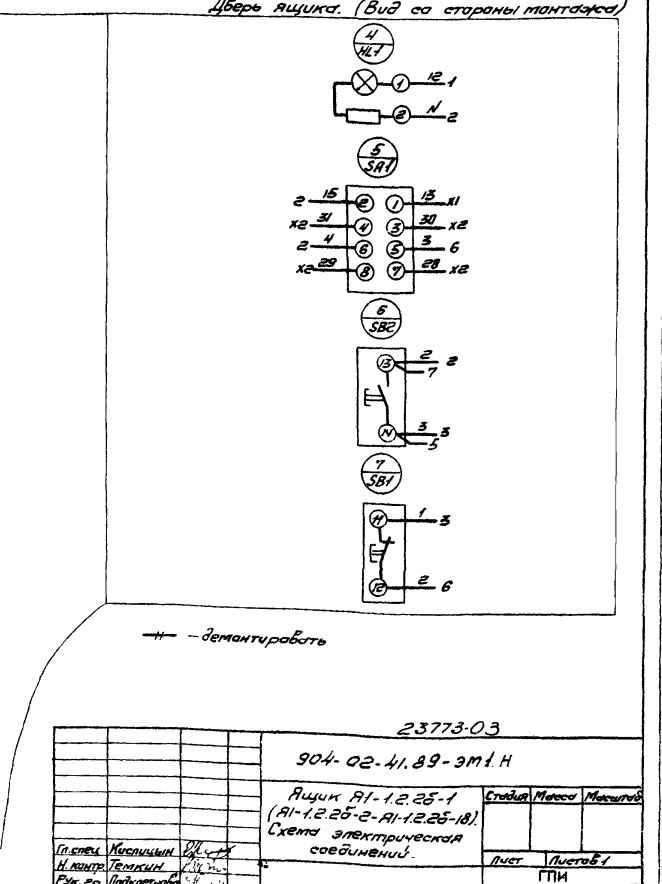 Дверь ящика. (Вид со стороны монтажа)
4
HL1
1 12 1
2 N 2
5
SA1
2 15 2 1 13 X1
X2 31 4 3 30 X2
2 4 6 5 3 6
X2 29 8 7 28 X2
6
SB2
13 2 2
7
14 3 3
5
7
SB1
11 1 3
12 2 6
- демонтировать
23773-03
904-02-41.89-ЭМ1.Н
Ящик Я1-1.2.2б-1
(Я1-1.2.2б-2-Я1-1.2.2б-18).
Схема электрическая
соединений.
Стадия Масса Масштаб
Лист Листов 1
ГПИ
Гл. спец Кислицын
Н. контр. Темкин
Рук. гр.